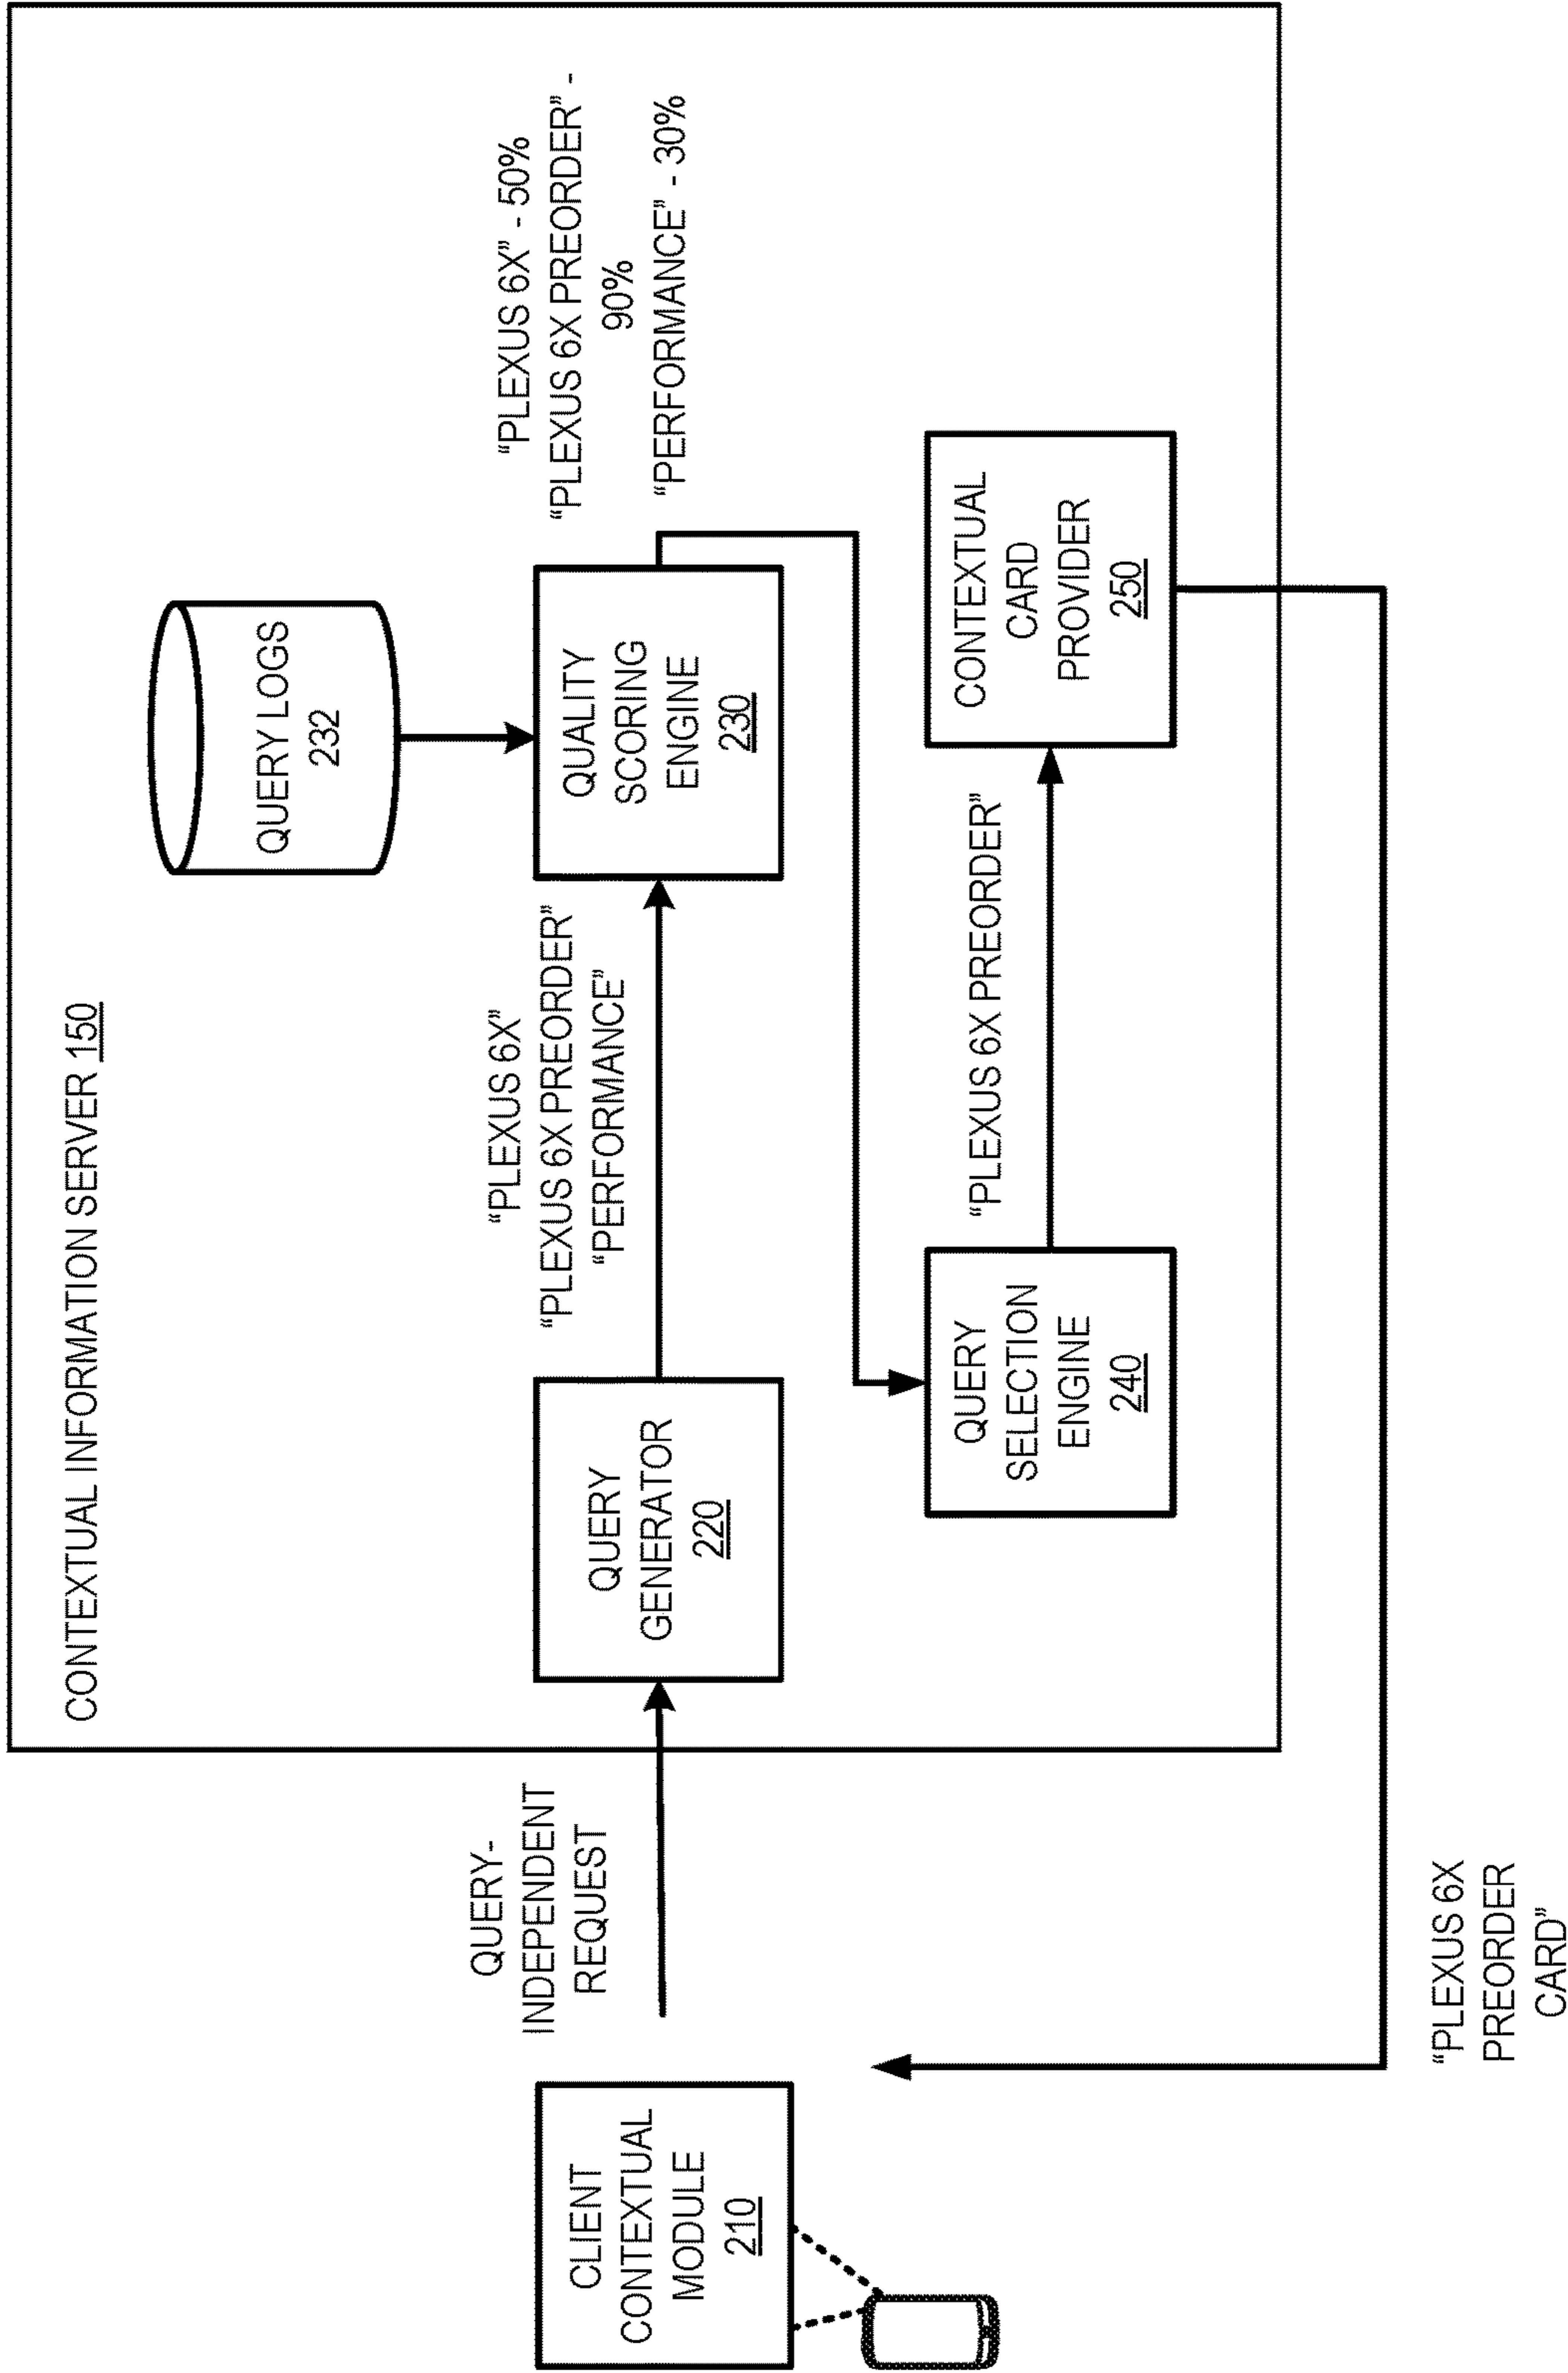 CONTEXTUAL INFORMATION SERVER 150
QUERY LOGS
232
QUERY-
INDEPENDENT
REQUEST
QUERY
GENERATOR
220
“PLEXUS 6X”
“PLEXUS 6X PREORDER”
“PERFORMANCE”
QUALITY
SCORING
ENGINE
230
“PLEXUS 6X” - 50%
“PLEXUS 6X PREORDER” -
90%
“PERFORMANCE” - 30%
CLIENT
CONTEXTUAL
MODULE
210
QUERY
SELECTION
ENGINE
240
“PLEXUS 6X PREORDER”
CONTEXTUAL
CARD
PROVIDER
250
“PLEXUS 6X
PREORDER
CARD”